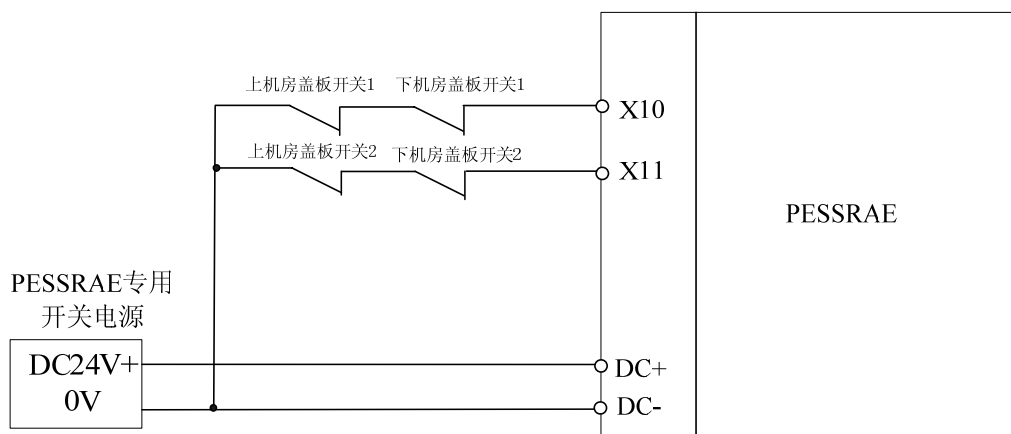 上机房盖板开关1
下机房盖板开关1
X10
上机房盖板开关2
下机房盖板开关2
X11
PESSRAE
PESSRAE专用
开关电源
DC24V+
0V
DC+
DC-